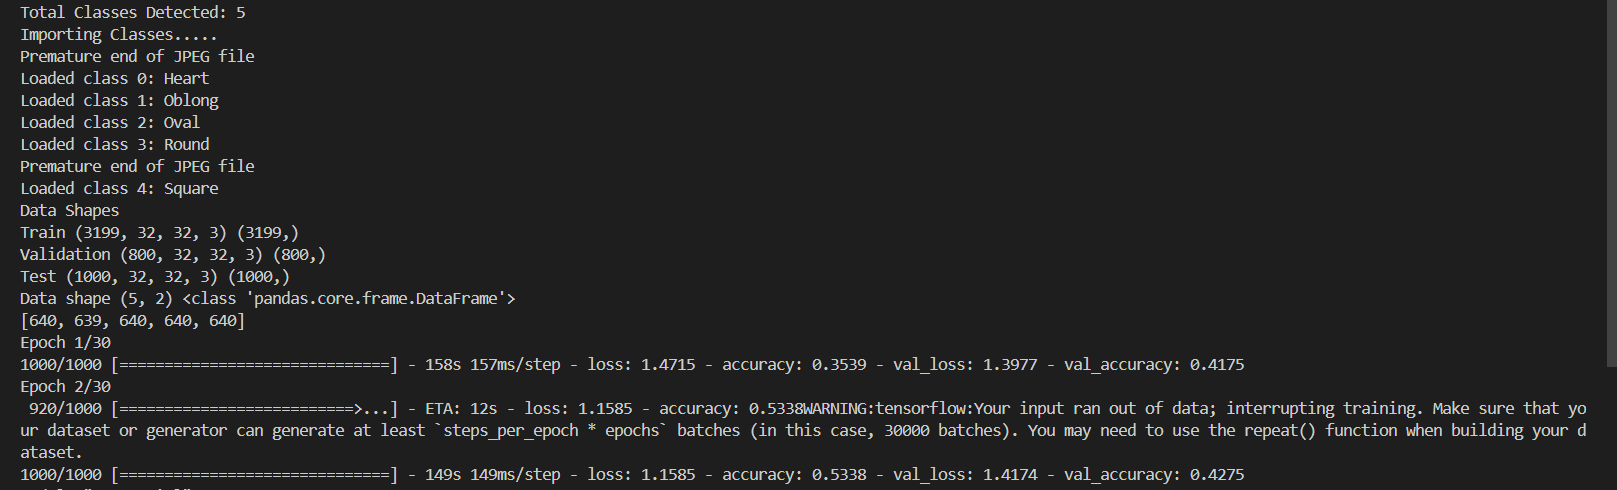 Total Classes Detected: 5
Importing Classes.....
Premature end of JPEG file
Loaded class 0: Heart
Loaded class 1: Oblong
Loaded class 2: Oval
Loaded class 3: Round
Premature end of JPEG file
Loaded class 4: Square
Data Shapes
Train (3199, 32, 32, 3) (3199,)
Validation (800, 32, 32, 3) (800,)
Test (1000, 32, 32, 3) (1000,)
Data shape (5, 2) <class 'pandas.core.frame.DataFrame'>
[640, 639, 640, 640, 640]
Epoch 1/30
1000/1000 [==============================] - 158s 157ms/step - loss: 1.4715 - accuracy: 0.3539 - val_loss: 1.3977 - val_accuracy: 0.4175
Epoch 2/30
 920/1000 [==========================>...] - ETA: 12s - loss: 1.1585 - accuracy: 0.5338WARNING:tensorflow:Your input ran out of data; interrupting training. Make sure that yo
ur dataset or generator can generate at least `steps_per_epoch * epochs` batches (in this case, 30000 batches). You may need to use the repeat() function when building your d
ataset.
1000/1000 [==============================] - 149s 149ms/step - loss: 1.1585 - accuracy: 0.5338 - val_loss: 1.4174 - val_accuracy: 0.4275